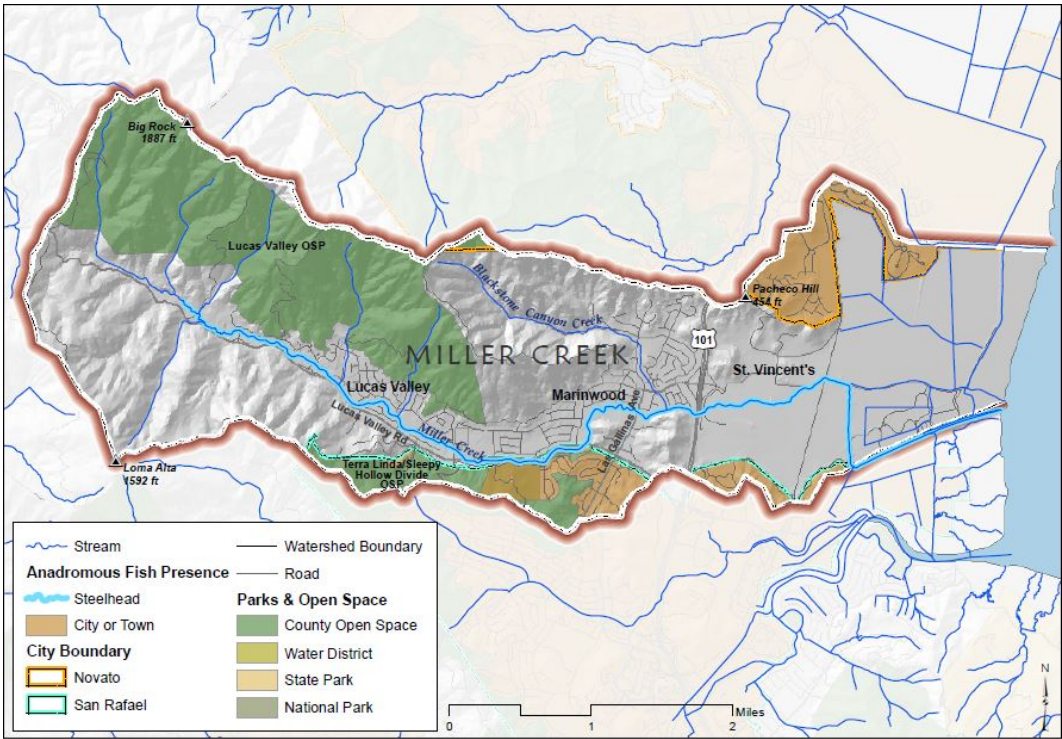 Big Rock
1887 ft
Lucas Valley OSP
Blackstone Canyon Creek
Pacheco Hill
454 ft
101
MILLER CREEK
St. Vincent's
Lucas Valley
Marinwood
Lucas Valley Rd
Miller Creek
Las Gallinas Ave
Loma Alta
1592 ft
Terra Linda/Sleepy
Hollow Divide
OSP
Stream
Anadromous Fish Presence
Steelhead
City or Town
City Boundary
Novato
San Rafael
Watershed Boundary
Road
Parks & Open Space
County Open Space
Water District
State Park
National Park
0
1
2
Miles
N